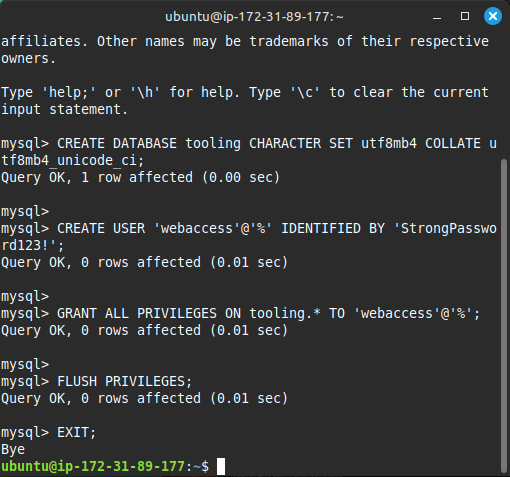 ubuntu@ip-172-31-89-177: ~
affiliates. Other names may be trademarks of their respective
owners.
Type 'help;' or '\h' for help. Type '\c' to clear the current
input statement.
mysql> CREATE DATABASE tooling CHARACTER SET utf8mb4 COLLATE u
tf8mb4_unicode_ci;
Query OK, 1 row affected (0.00 sec)
mysql>
mysql> CREATE USER 'webaccess'@'%' IDENTIFIED BY 'StrongPasswo
rd123!';
Query OK, 0 rows affected (0.01 sec)
mysql>
mysql> GRANT ALL PRIVILEGES ON tooling.* TO 'webaccess'@'%';
Query OK, 0 rows affected (0.01 sec)
mysql>
mysql> FLUSH PRIVILEGES;
Query OK, 0 rows affected (0.01 sec)
mysql> EXIT;
Bye
ubuntu@ip-172-31-89-177:~$